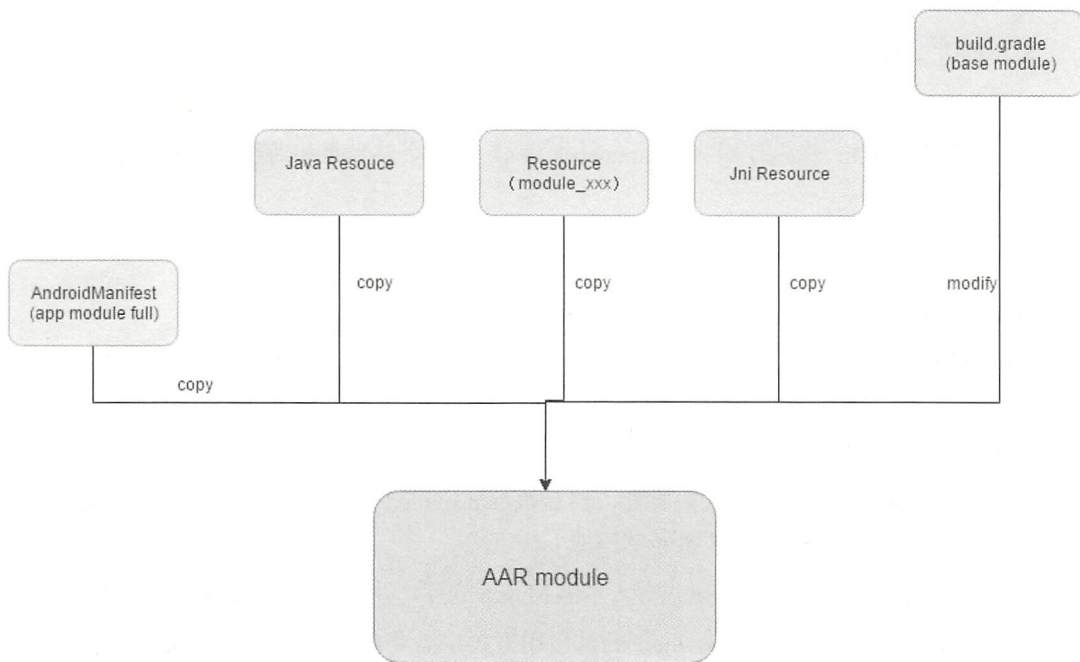 build.gradle
(base module)
Java Resouce
Resource
(module_xxx)
Jni Resource
AndroidManifest
(app module full)
copy
copy
copy
modify
copy
AAR module